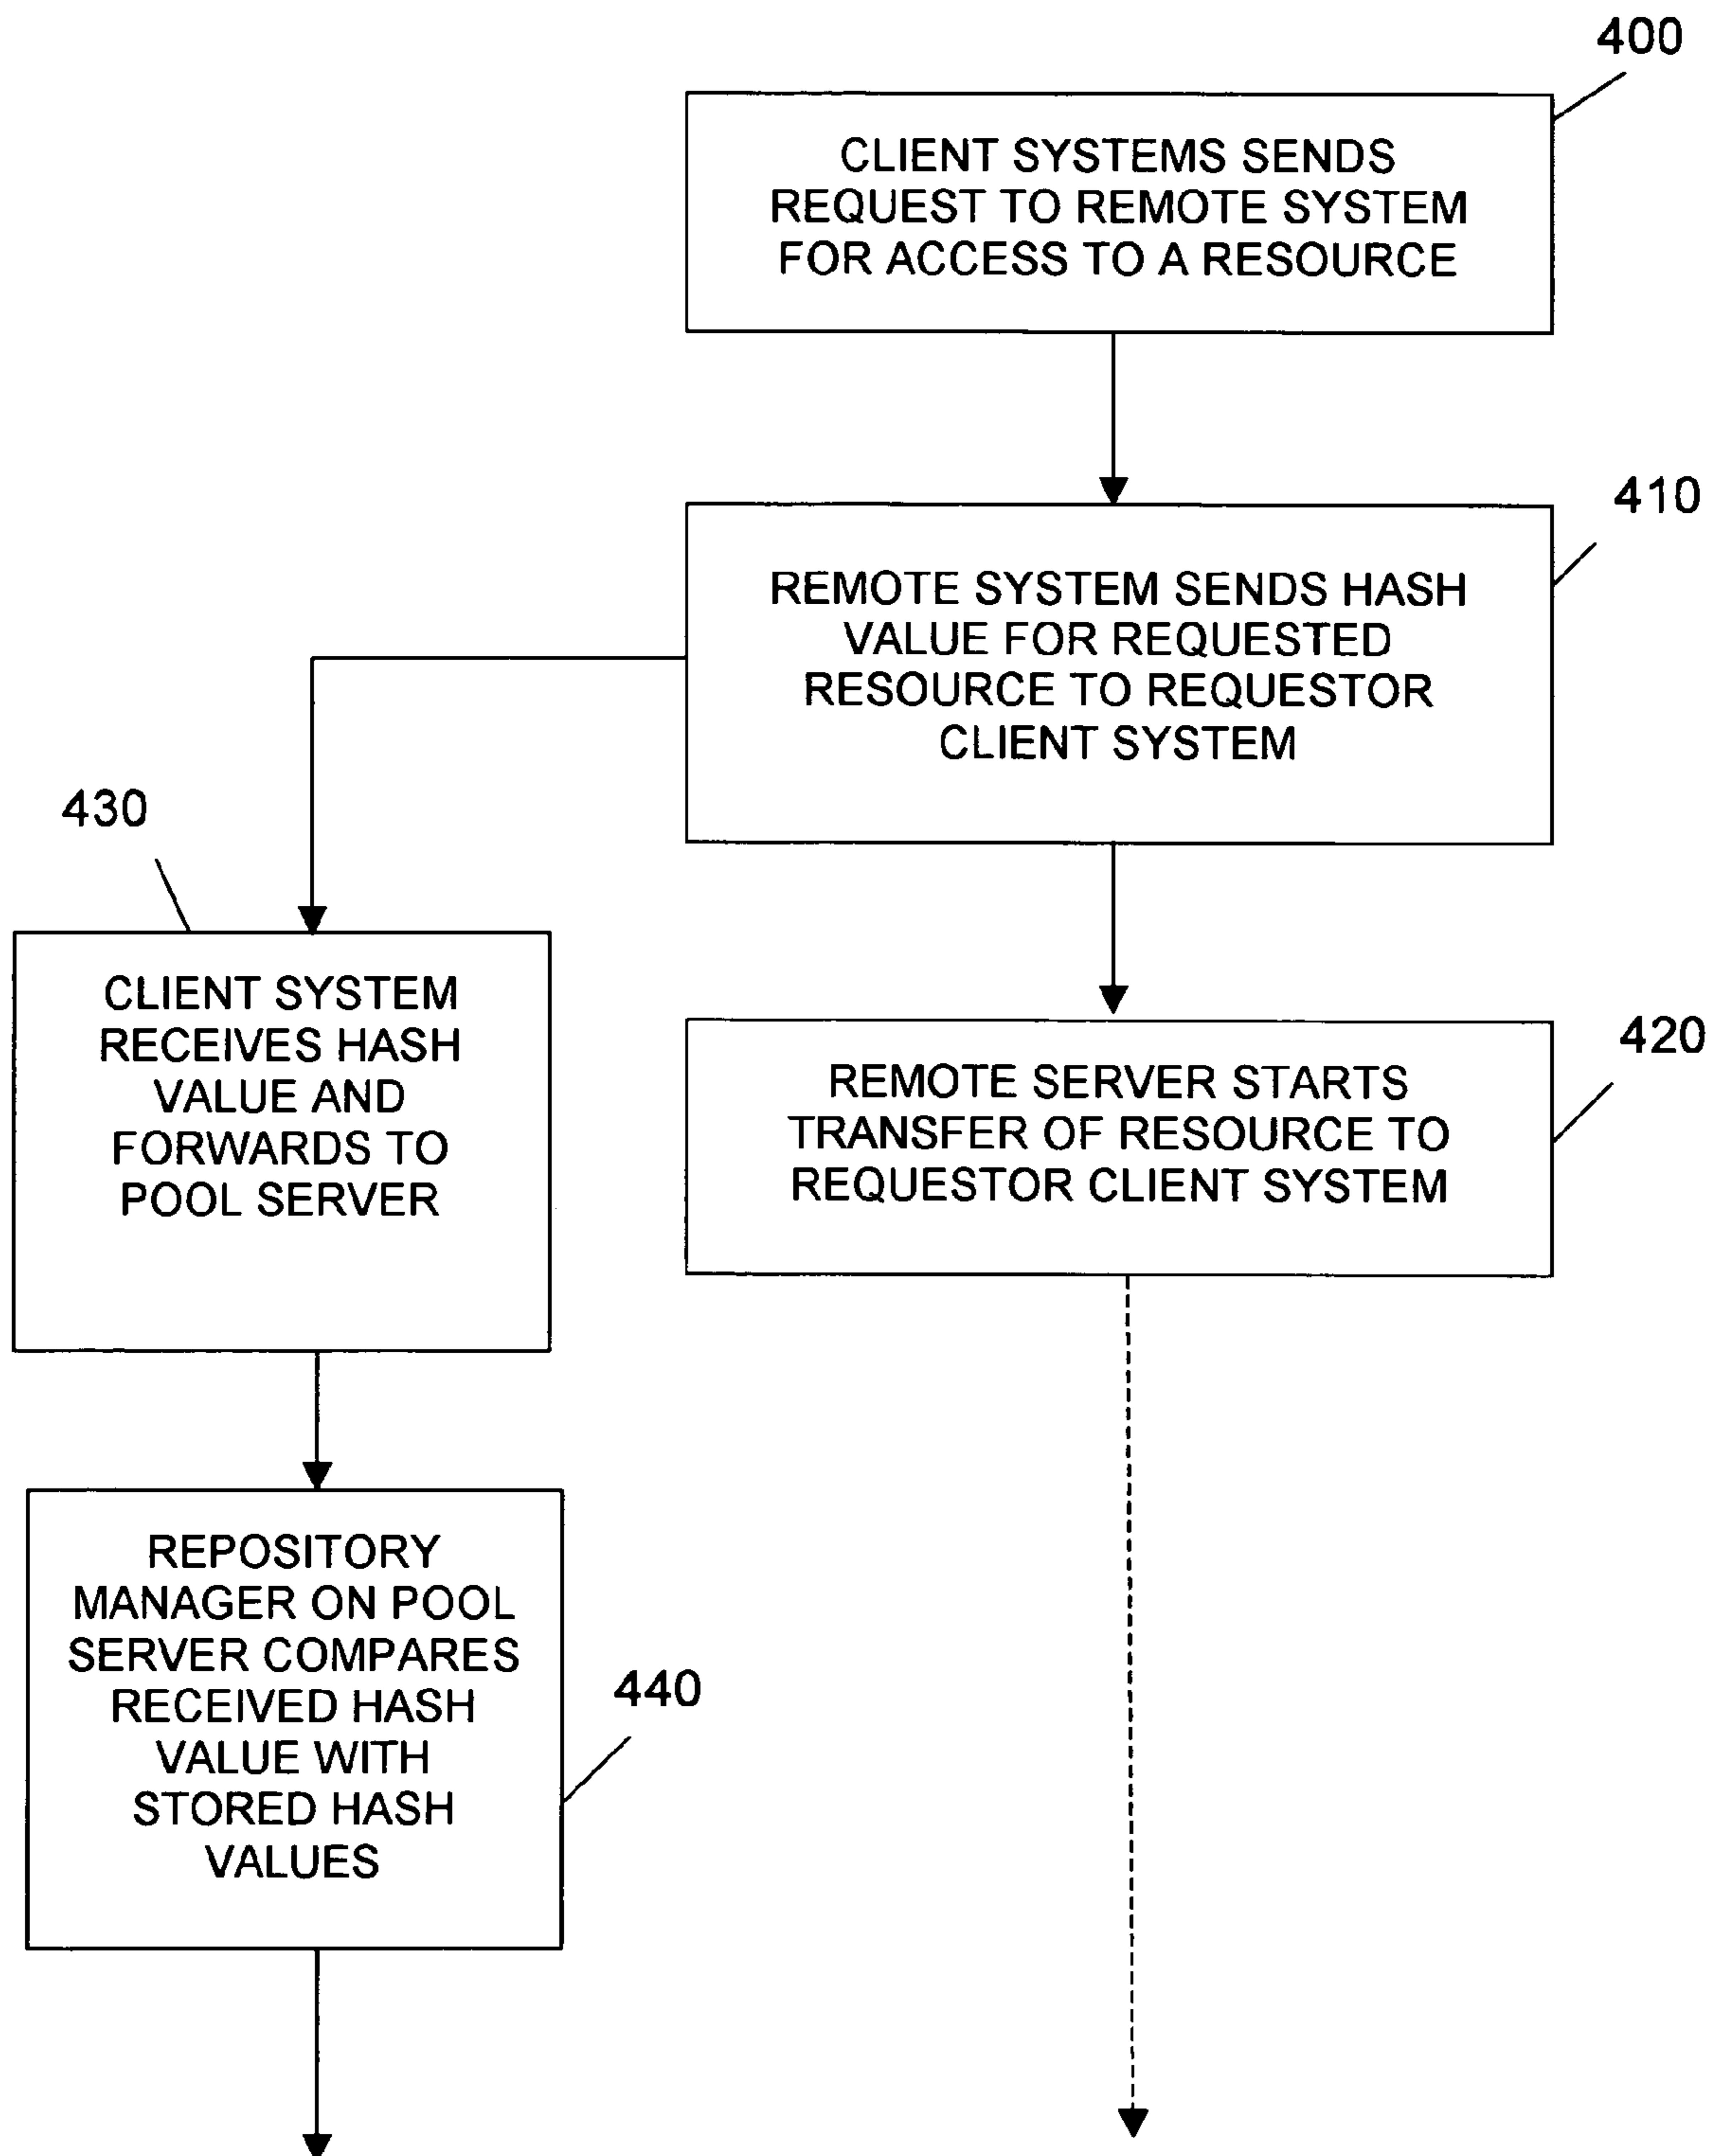 400
CLIENT SYSTEMS SENDS
REQUEST TO REMOTE SYSTEM
FOR ACCESS TO A RESOURCE
410
REMOTE SYSTEM SENDS HASH
VALUE FOR REQUESTED
RESOURCE TO REQUESTOR
CLIENT SYSTEM
430
CLIENT SYSTEM
RECEIVES HASH
VALUE AND
FORWARDS TO
POOL SERVER
420
REMOTE SERVER STARTS
TRANSFER OF RESOURCE TO
REQUESTOR CLIENT SYSTEM
REPOSITORY
MANAGER ON POOL
SERVER COMPARES
RECEIVED HASH
VALUE WITH
STORED HASH
VALUES
440